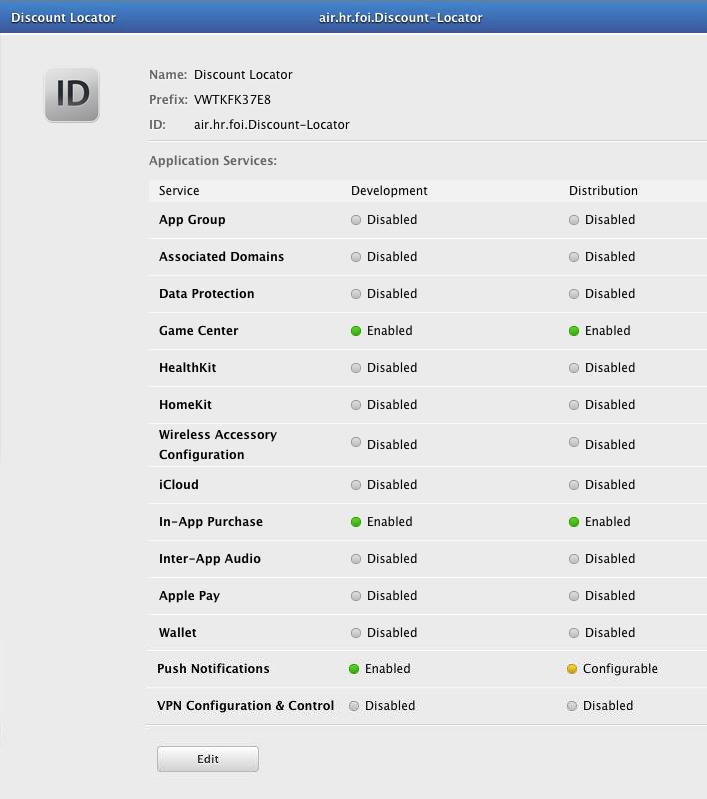 Discount Locator air.hr.foi.Discount-Locator
ID
Name: Discount Locator
Prefix: VWTKFK37E8
ID: air.hr.foi.Discount-Locator
Application Services:
Service Development Distribution
App Group Disabled Disabled
Associated Domains Disabled Disabled
Data Protection Disabled Disabled
Game Center Enabled Enabled
HealthKit Disabled Disabled
HomeKit Disabled Disabled
Wireless Accessory
Configuration Disabled Disabled
iCloud Disabled Disabled
In-App Purchase Enabled Enabled
Inter-App Audio Disabled Disabled
Apple Pay Disabled Disabled
Wallet Disabled Disabled
Push Notifications Enabled Configurable
VPN Configuration & Control Disabled Disabled
Edit